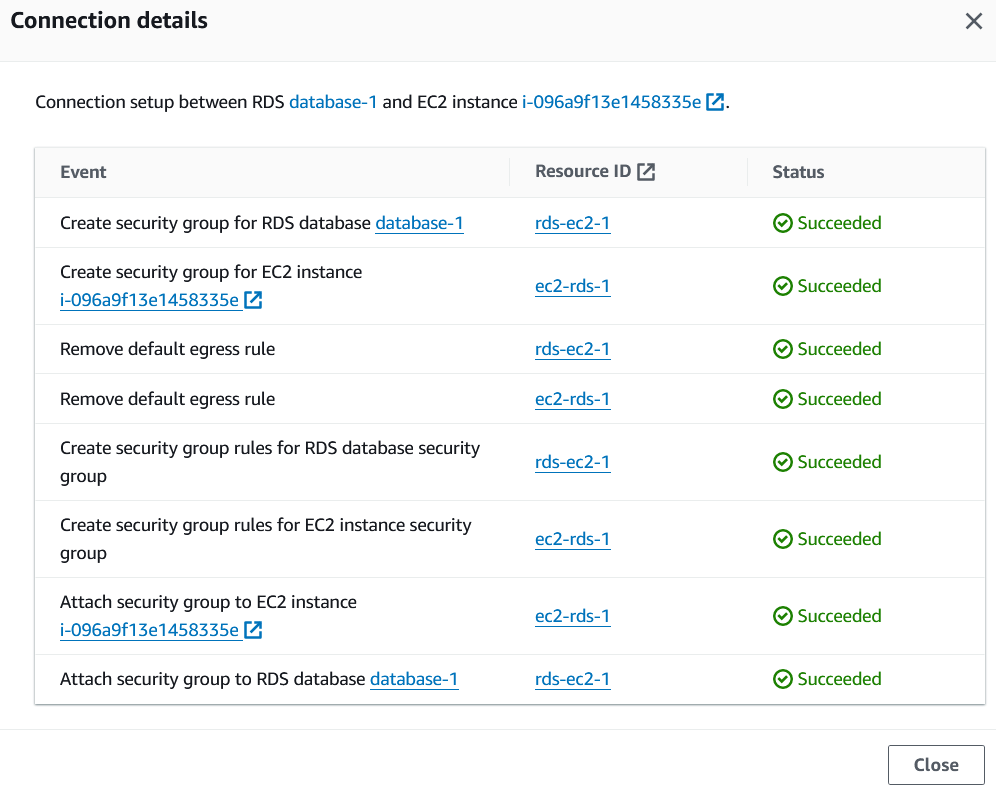 Connection details
Connection setup between RDS database-1 and EC2 instance i-096a9f13e1458335e.
Event Resource ID Status
Create security group for RDS database database-1 rds-ec2-1 Succeeded
Create security group for EC2 instance
i-096a9f13e1458335e ec2-rds-1 Succeeded
Remove default egress rule rds-ec2-1 Succeeded
Remove default egress rule ec2-rds-1 Succeeded
Create security group rules for RDS database security
group rds-ec2-1 Succeeded
Create security group rules for EC2 instance security
group ec2-rds-1 Succeeded
Attach security group to EC2 instance
i-096a9f13e1458335e ec2-rds-1 Succeeded
Attach security group to RDS database database-1 rds-ec2-1 Succeeded
Close